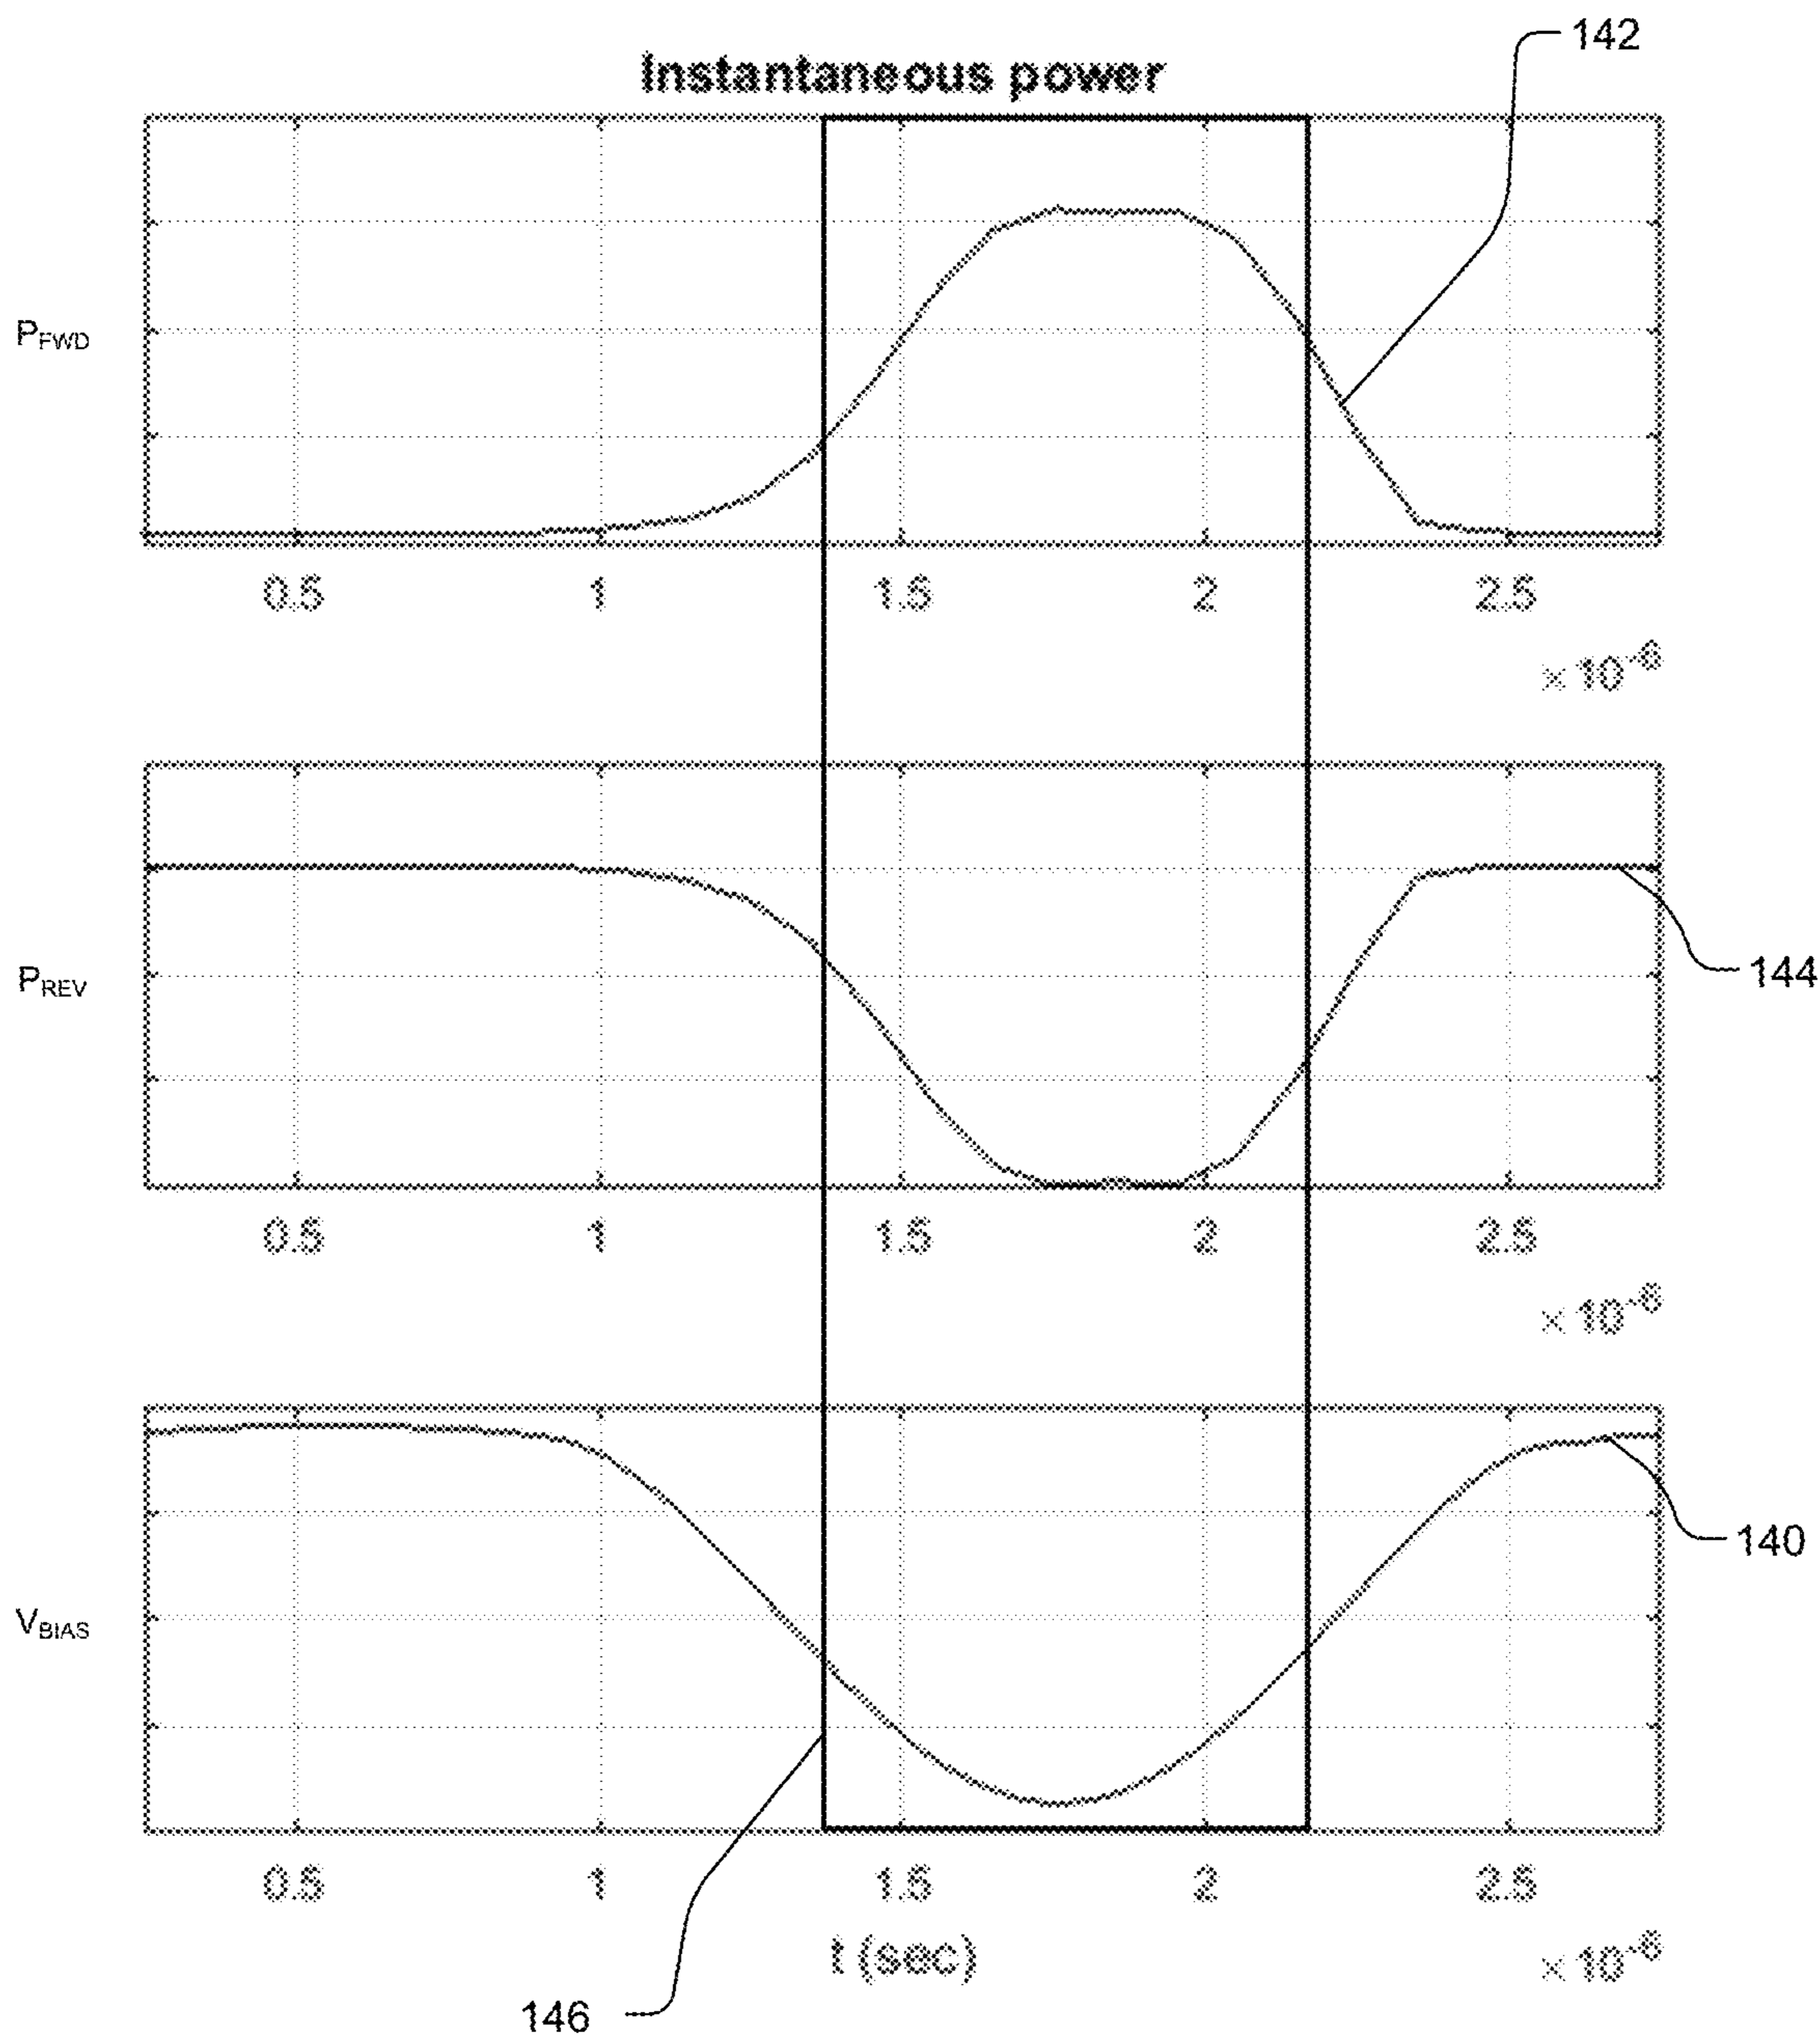 142
Instantaneous power
PFWD
0.5 1 1.5 2 2.5
× 10-6
PREV
144
0.5 1 1.5 2 2.5
× 10-6
VBIAS
140
0.5 1 1.5 2 2.5
t (sec)
× 10-6
146